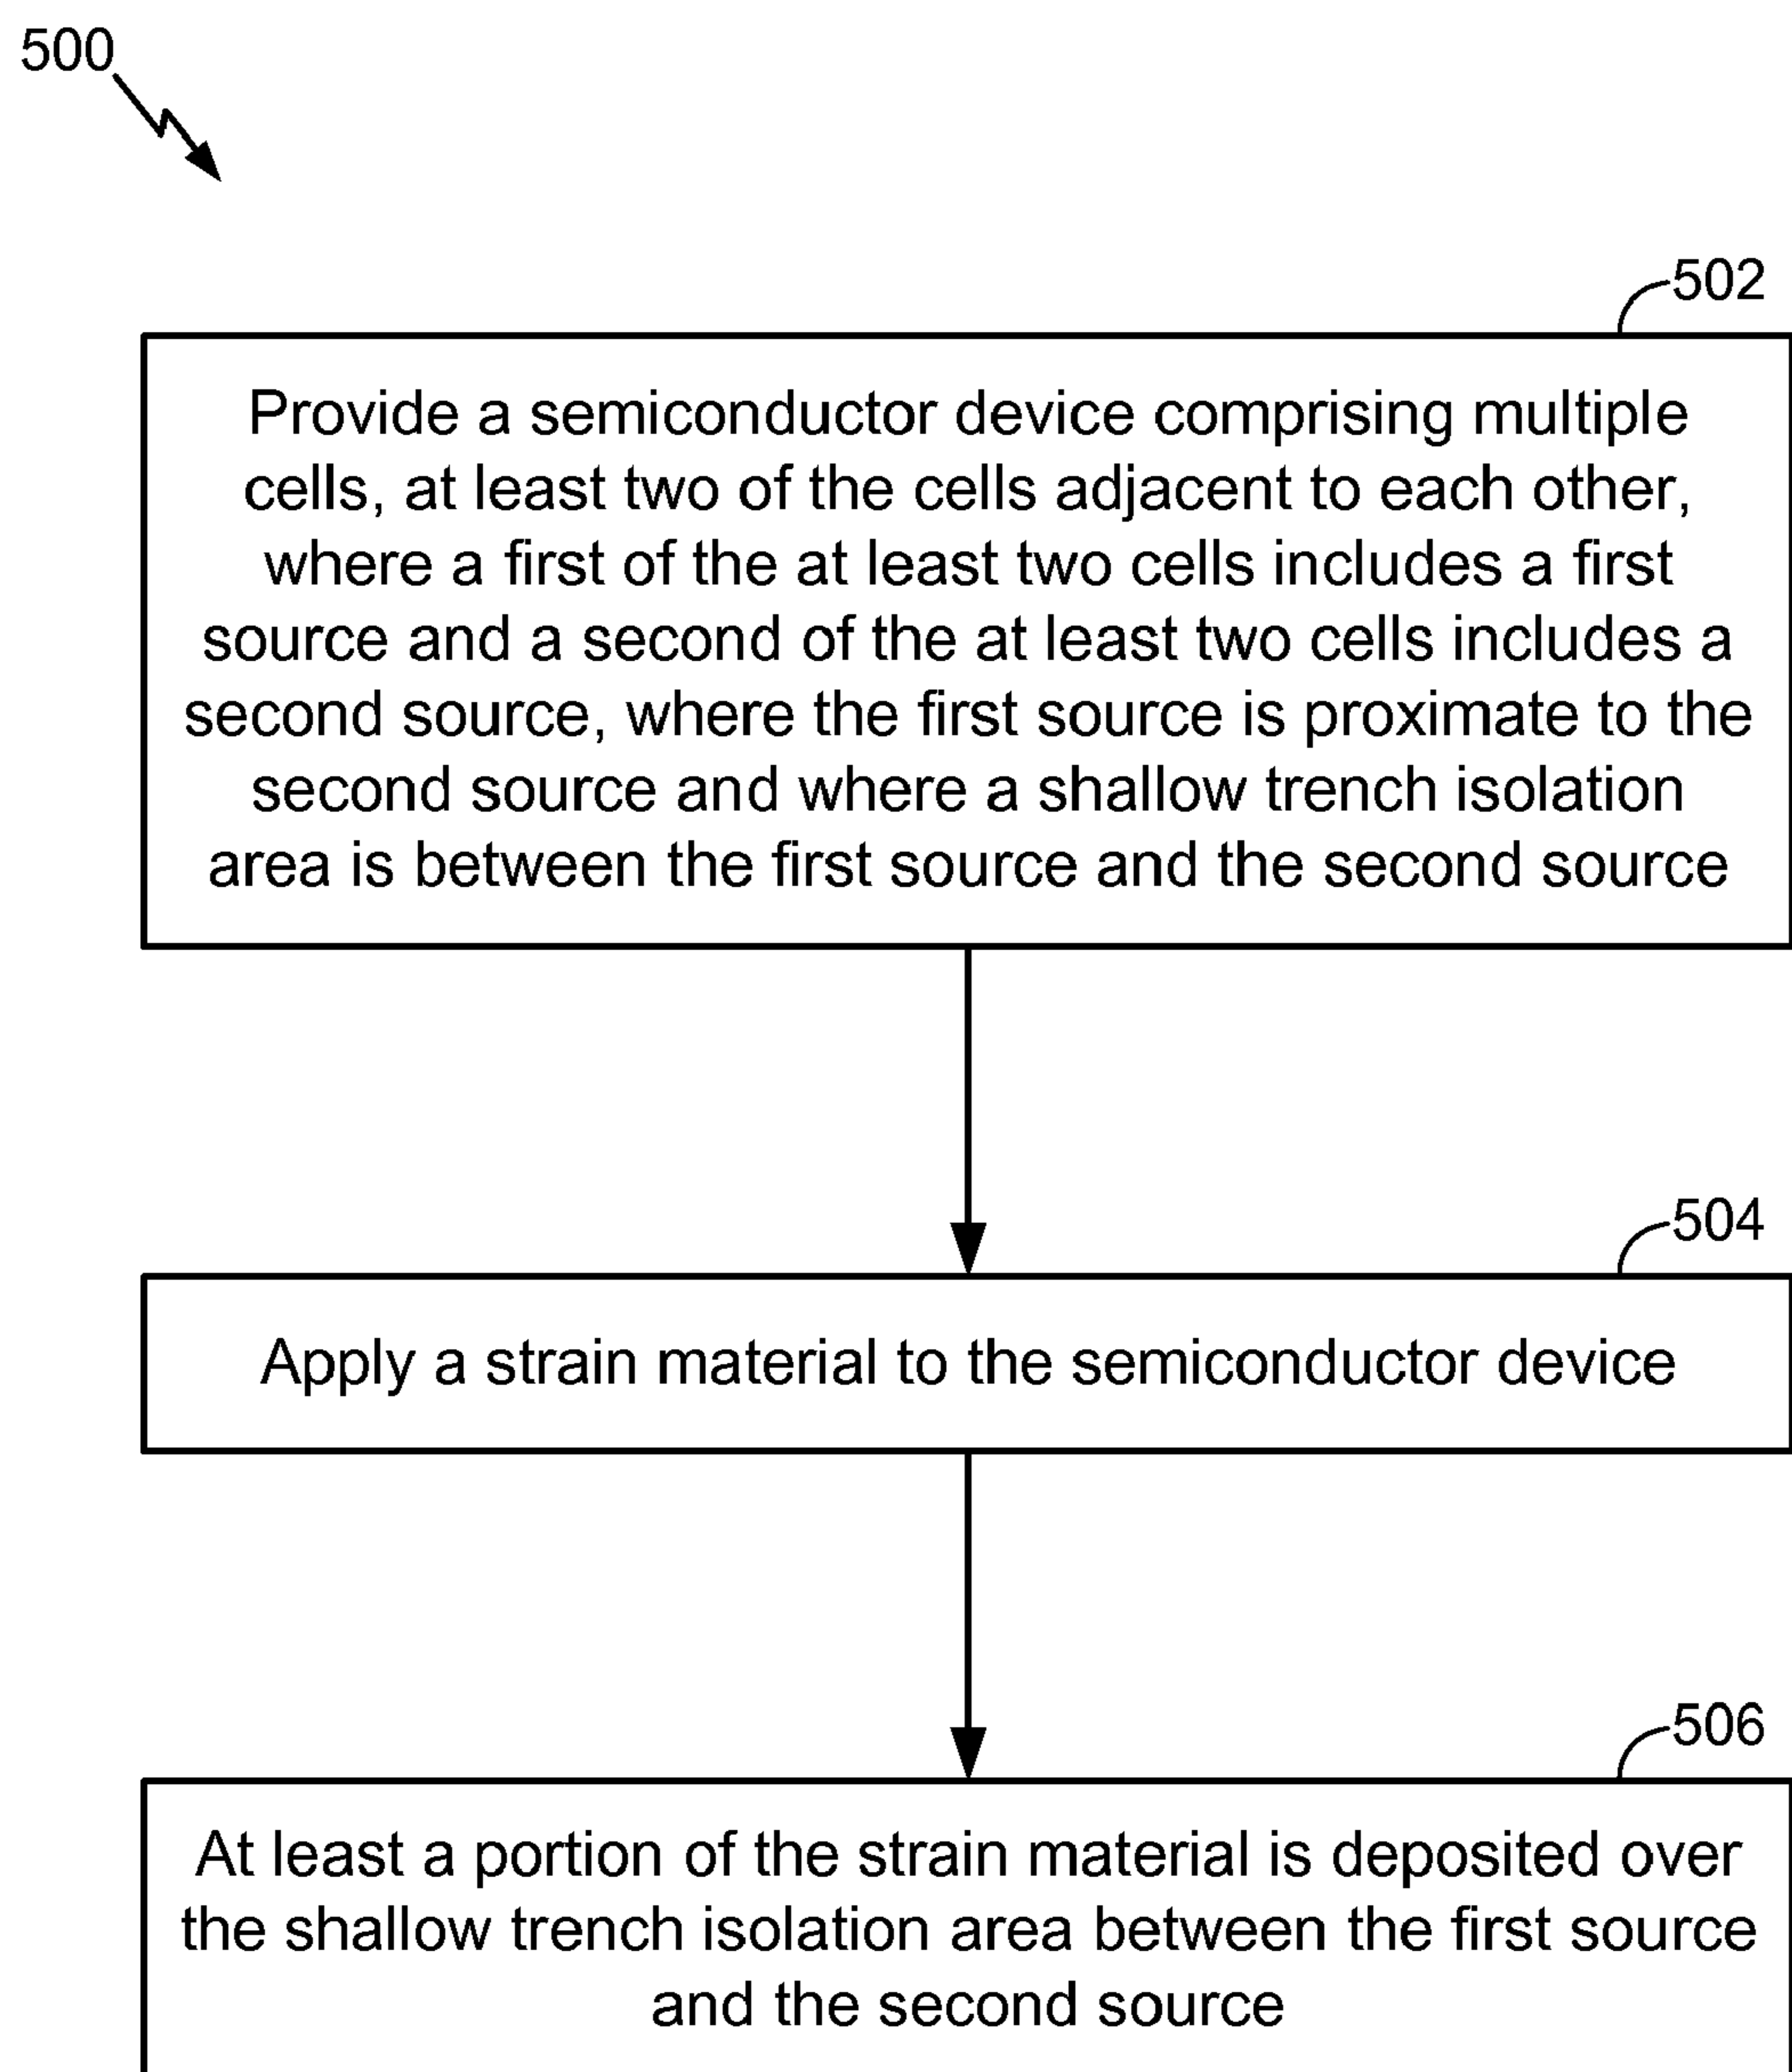 500
502
Provide a semiconductor device comprising multiple
cells, at least two of the cells adjacent to each other,
where a first of the at least two cells includes a first
source and a second of the at least two cells includes a
second source, where the first source is proximate to the
second source and where a shallow trench isolation
area is between the first source and the second source
504
Apply a strain material to the semiconductor device
506
At least a portion of the strain material is deposited over
the shallow trench isolation area between the first source
and the second source